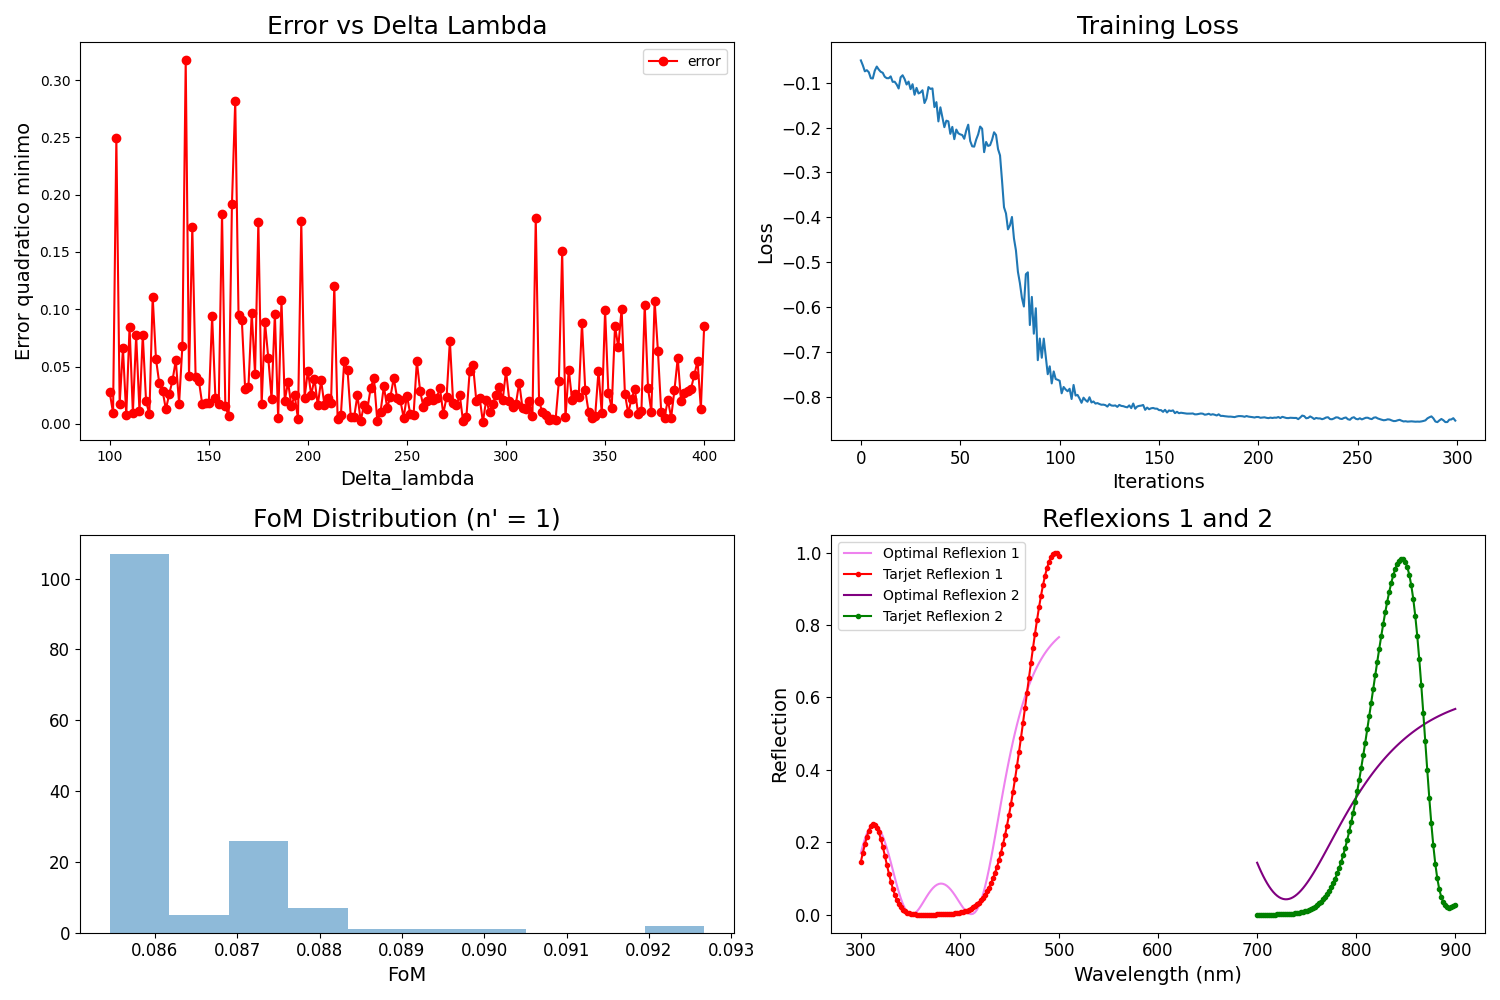 Error vs Delta Lambda
error
Error quadratico minimo
0.30
0.25
0.20
0.15
0.10
0.05
0.00
100 150 200 250 300 350 400
Delta_lambda
Training Loss
Loss
−0.1
−0.2
−0.3
−0.4
−0.5
−0.6
−0.7
−0.8
0 50 100 150 200 250 300
Iterations
FoM Distribution (n' = 1)
100
80
60
40
20
0
0.086 0.087 0.088 0.089 0.090 0.091 0.092 0.093
FoM
Reflexions 1 and 2
Optimal Reflexion 1
Tarjet Reflexion 1
Optimal Reflexion 2
Tarjet Reflexion 2
Reflection
1.0
0.8
0.6
0.4
0.2
0.0
300 400 500 600 700 800 900
Wavelength (nm)